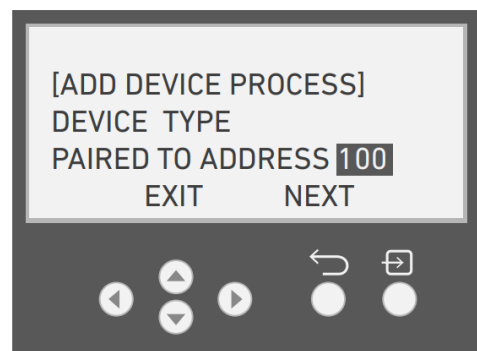 [ADD DEVICE PROCESS]
DEVICE TYPE
PAIRED TO ADDRESS 100
EXIT NEXT